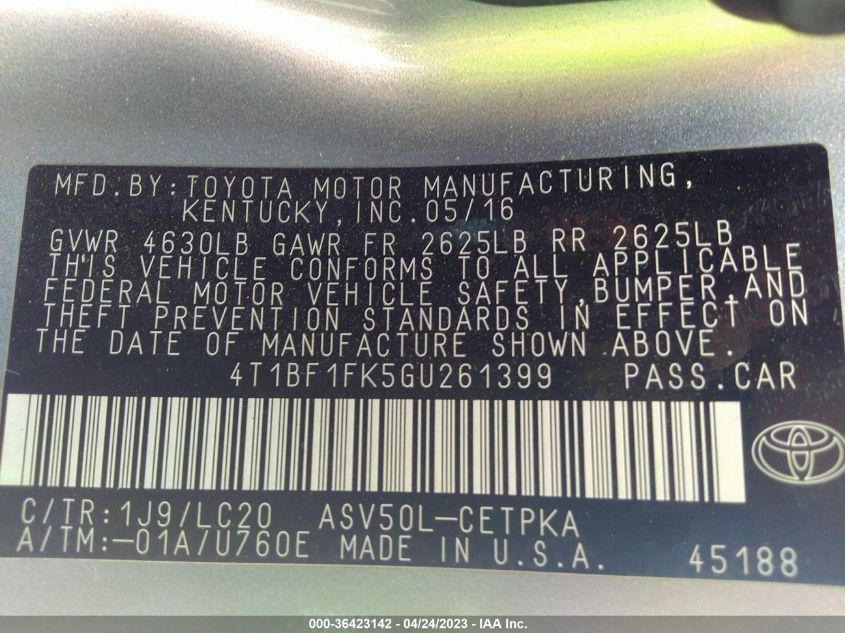 MFD.BY:TOYOTA MOTOR MANUFACTURING,
KENTUCKY,INC.05/16
GVWR 4630LB GAWR FR 2625LB RR 2625LB
THIS VEHICLE CONFORMS TO ALL APPLICABLE
FEDERAL MOTOR VEHICLE SAFETY,BUMPER,AND
THEFT PREVENTION STANDARDS IN EFFECT ON
THE DATE OF MANUFACTURE SHOWN ABOVE.
4T1BF1FK5GU261399 PASS.CAR
C/TR:1J9/LC20 ASV50L-CETPKA
A/TM:-01A/U760E MADE IN U.S.A. 45188
000-36423142 - 04/24/2023 - IAA Inc.